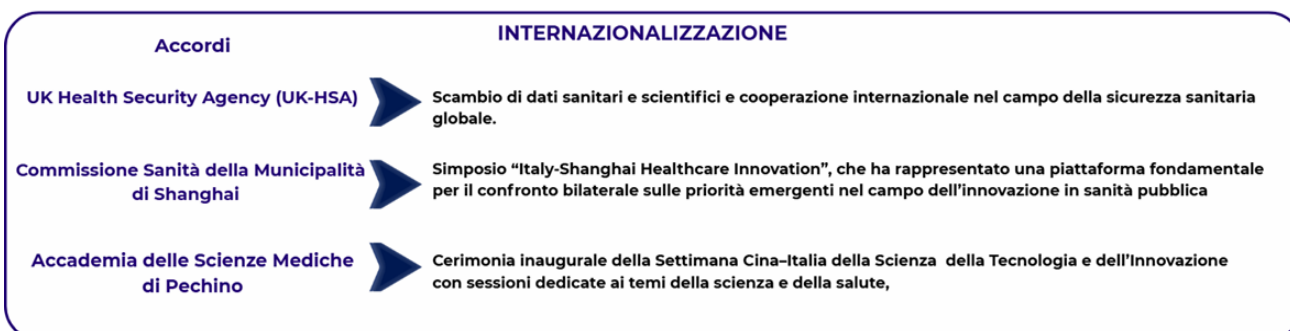 INTERNAZIONALIZZAZIONE
Accordi
UK Health Security Agency (UK-HSA)
Scambio di dati sanitari e scientifici e cooperazione internazionale nel campo della sicurezza sanitaria
globale.
Commissione Sanità della Municipalità
di Shanghai
Simposio “Italy-Shanghai Healthcare Innovation”, che ha rappresentato una piattaforma fondamentale
per il confronto bilaterale sulle priorità emergenti nel campo dell’innovazione in sanità pubblica
Accademia delle Scienze Mediche
di Pechino
Cerimonia inaugurale della Settimana Cina–Italia della Scienza della Tecnologia e dell’Innovazione
con sessioni dedicate ai temi della scienza e della salute,